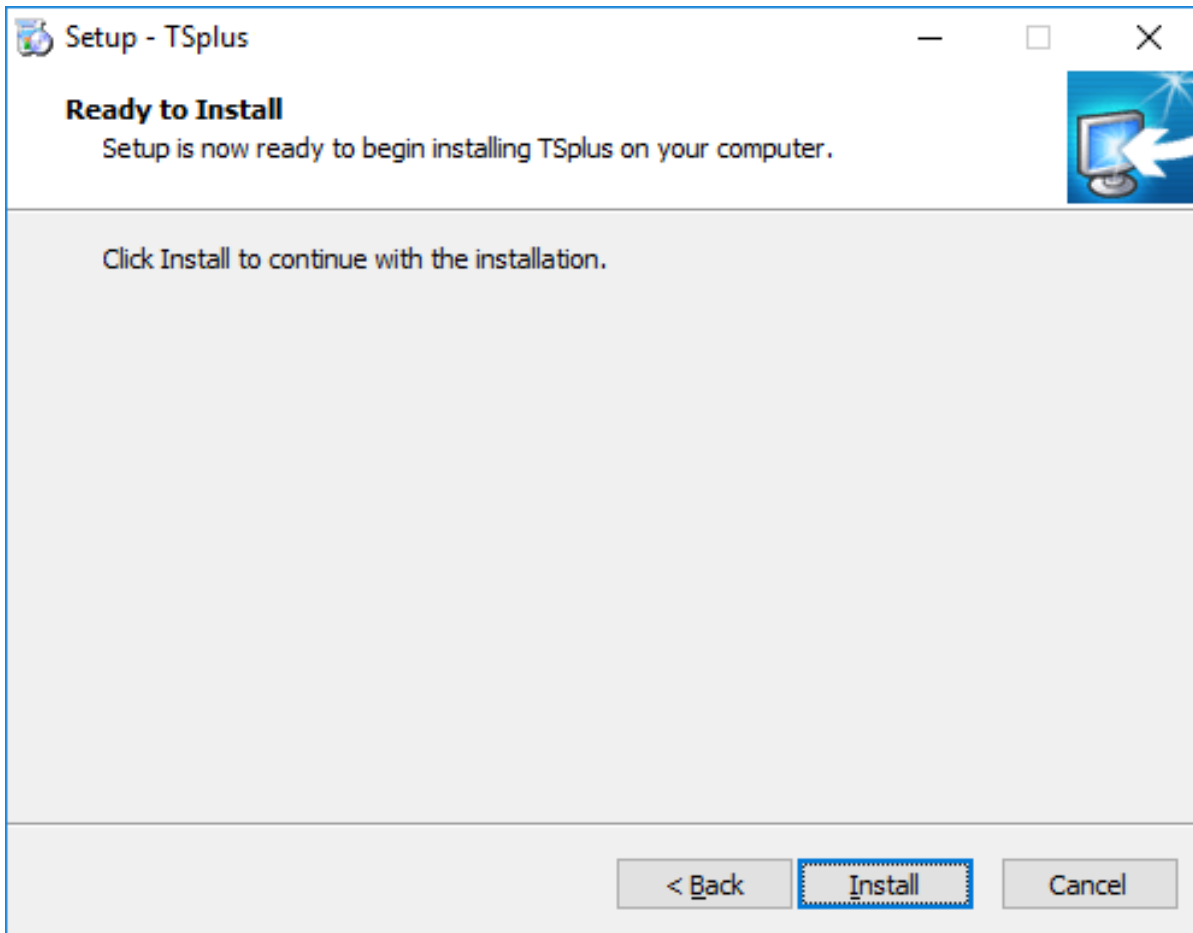 Setup - TSplus
Ready to Install
Setup is now ready to begin installing TSplus on your computer.
Click Install to continue with the installation.
< Back
Install
Cancel